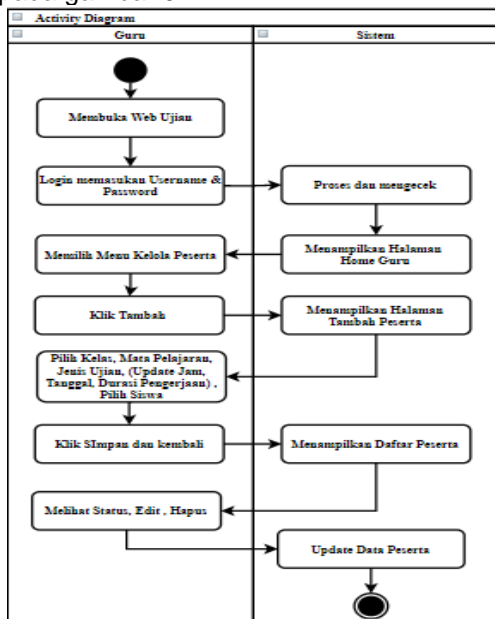 Activity Diagram
Guru
Sistem
Membuka Web Ujian
Login memasukan Username &
Password
Proses dan mengecek
Menampilkan Halaman
Home Guru
Memilih Menu Kelola Peserta
Klik Tambah
Menampilkan Halaman
Tambah Peserta
Pilih Kelas, Mata Pelajaran,
Jenis Ujian, (Update Jam,
Tanggal, Durasi Pengerjaan) ,
Pilih Siswa
Klik SImpan dan kembali
Menampilkan Daftar Peserta
Melihat Status, Edit , Hapus
Update Data Peserta